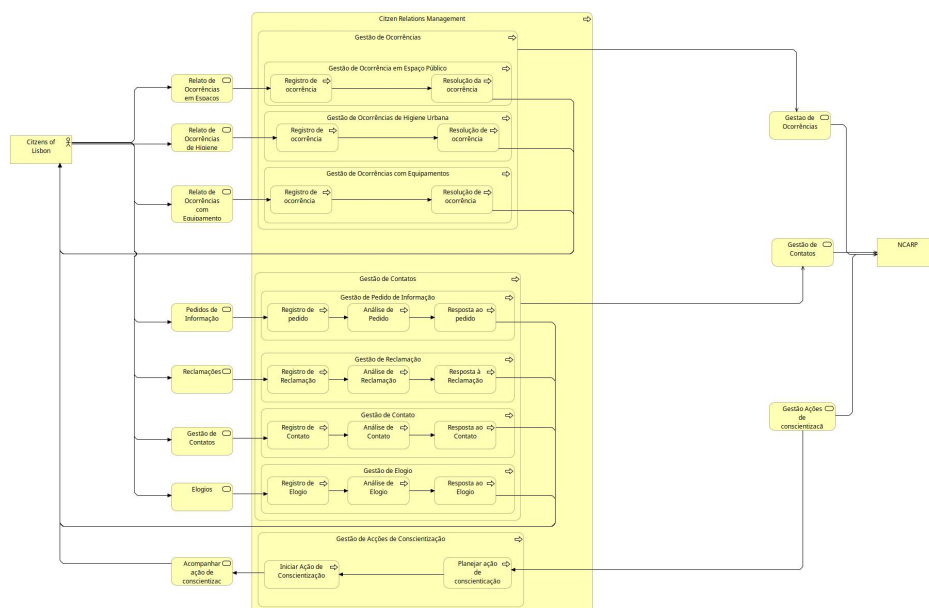 Citzen Relations Management
Gestão de Ocorrências
Gestão de Ocorrência em Espaço Público
Relato de
Ocorrências
em Espaços
Registro de
ocorrência
Resolução da
ocorrência
Gestão de
Ocorrências
Gestão de Ocorrências de Higiene Urbana
Relato de
Ocorrências
de Higiene
Registro de
ocorrência
Resolução de
ocorrência
Citzens of
Lisbon
Gestão de Ocorrências com Equipamentos
Relato de
Ocorrências
com
Equipamento
Registro de
ocorrência
Resolução de
ocorrência
Gestão de
Contatos
NCARP
Gestão de Contatos
Gestão de Pedido de Informação
Pedidos de
Informação
Registro de
pedido
Análise de
Pedido
Resposta ao
pedido
Gestão de Reclamação
Reclamações
Registro de
Reclamação
Análise de
Reclamação
Resposta à
Reclamação
Gestão de Contato
Gestão de
Contatos
Registro de
Contato
Análise de
Contato
Resposta ao
Contato
Gestão Ações
de
conscientizacã
Gestão de Elogio
Elogios
Registro de
Elogio
Análise de
Elogio
Resposta ao
Elogio
Gestão de Acções de Conscientização
Acompanhar
ação de
conscientizac
Iniciar Ação de
Conscientização
Planejar ação
de
conscienticação